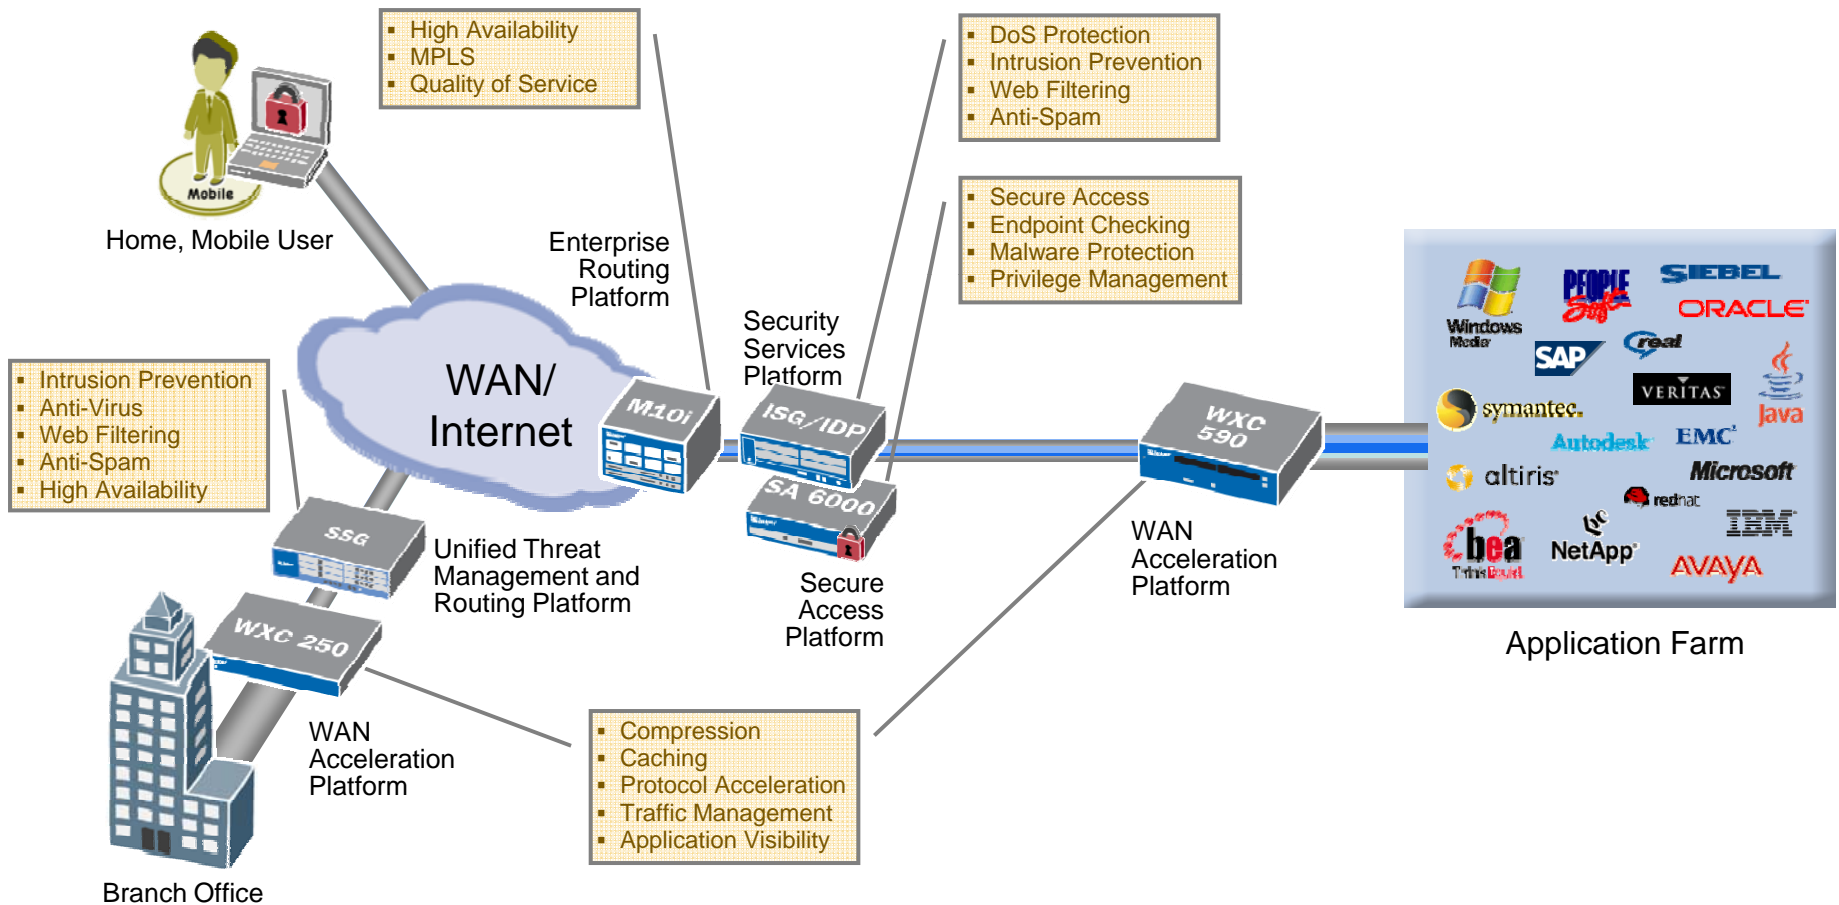 High Availability
MPLS
Quality of Service
DoS Protection
Intrusion Prevention
Web Filtering
Anti-Spam
Secure Access
Endpoint Checking
Malware Protection
Privilege Management
Mobile
Home, Mobile User
Enterprise
Routing
Platform
Security
Services
Platform
WAN/
Internet
M10i
ISG/IDP
SA 6000
Secure
Access
Platform
WXC
590
WAN
Acceleration
Platform
Intrusion Prevention
Anti-Virus
Web Filtering
Anti-Spam
High Availability
SSG
Unified Threat
Management and
Routing Platform
WXC 250
WAN
Acceleration
Platform
Branch Office
Compression
Caching
Protocol Acceleration
Traffic Management
Application Visibility
Windows
Media
PEOPLE
Soft
SIEBEL
ORACLE
SAP
real
VERITAS
Java
symantec.
Autodesk
EMC²
altiris
Microsoft
redhat
IBM
bea
Think Liquid.
NetApp
AVAYA
Application Farm